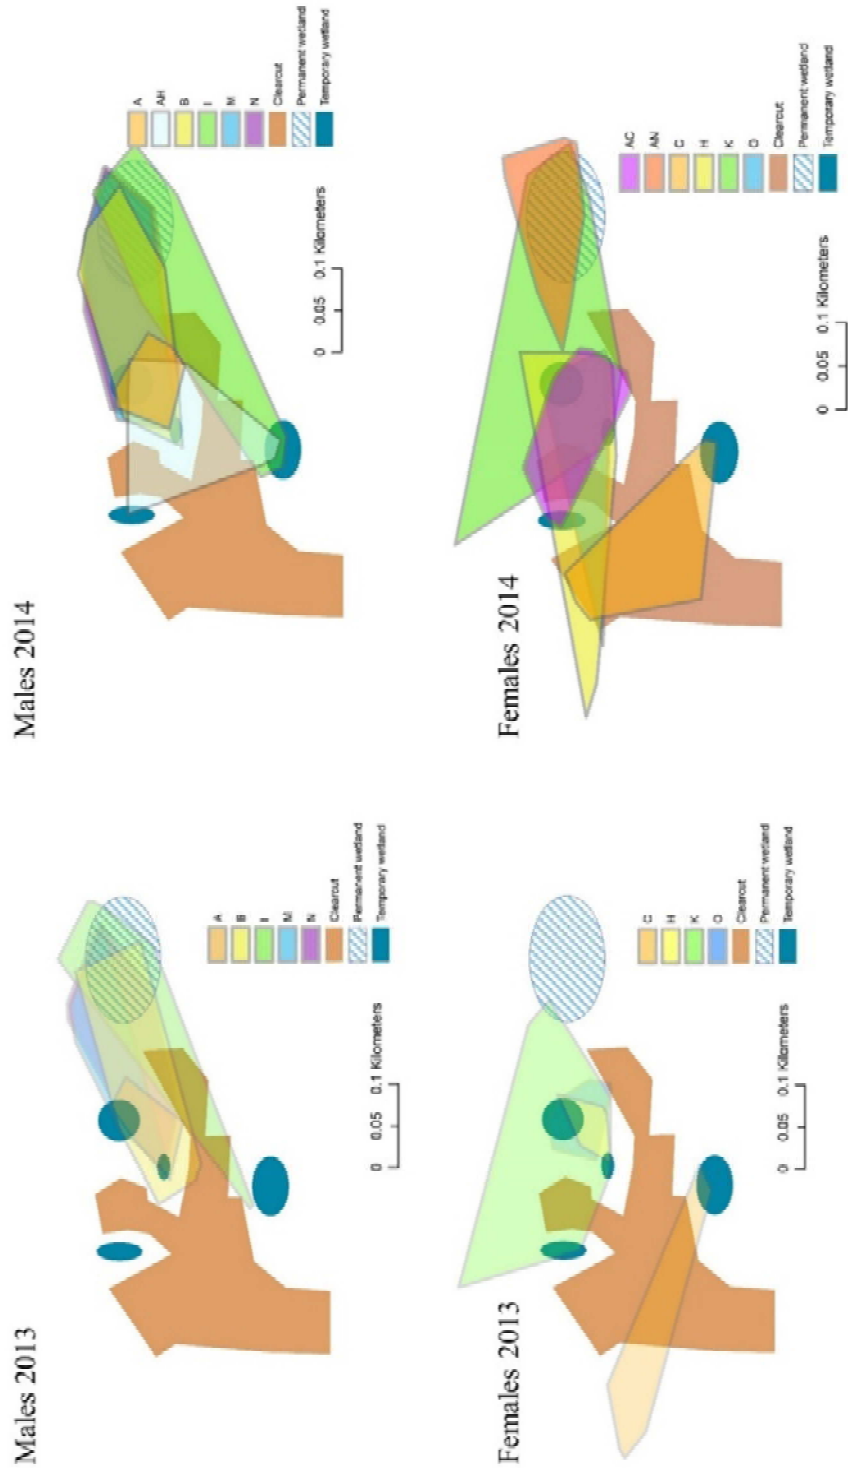 Males 2013
A
B
I
M
N
Clearcut
Permanent wetland
Temporary wetland
0 0.05 0.1 Kilometers
Males 2014
A
AH
B
I
M
N
Clearcut
Permanent wetland
Temporary wetland
0 0.05 0.1 Kilometers
Females 2013
C
H
K
O
Clearcut
Permanent wetland
Temporary wetland
0 0.05 0.1 Kilometers
Females 2014
AC
AN
C
H
K
O
Clearcut
Permanent wetland
Temporary wetland
0 0.05 0.1 Kilometers